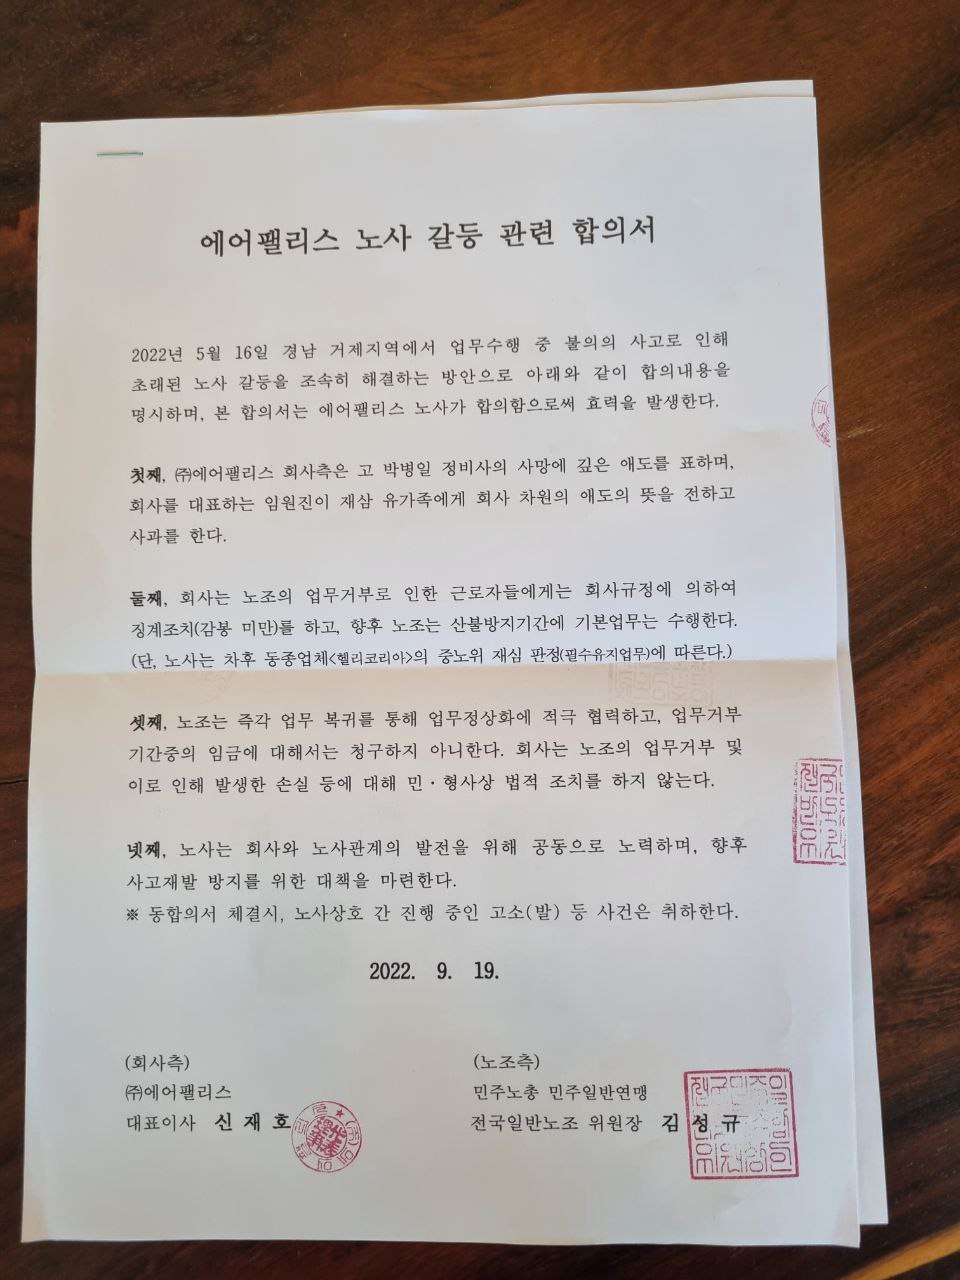 에어팰리스 노사 갈등 관련 합의서
2022년 5월 16일 경남 거제지역에서 업무수행 중 불의의 사고로 인해
초래된 노사 갈등을 조속히 해결하는 방안으로 아래와 같이 합의내용을
명시하며, 본 합의서는 에어팰리스 노사가 합의함으로써 효력을 발생한다.
첫째, ㈜에어팰리스 회사측은 고 박병일 정비사의 사망에 깊은 애도를 표하며,
회사를 대표하는 임원진이 재삼 유가족에게 회사 차원의 애도의 뜻을 전하고
사과를 한다.
둘째, 회사는 노조의 업무거부로 인한 근로자들에게는 회사규정에 의하여
징계조치(감봉 미만)를 하고, 향후 노조는 산불방지기간에 기본업무는 수행한다.
(단, 노사는 차후 동종업체<헬리코리아>의 중노위 재심 판정(필수유지업무)에 따른다.)
셋째, 노조는 즉각 업무 복귀를 통해 업무정상화에 적극 협력하고, 업무거부
기간중의 임금에 대해서는 청구하지 아니한다. 회사는 노조의 업무거부 및
이로 인해 발생한 손실 등에 대해 민·형사상 법적 조치를 하지 않는다.
넷째, 노사는 회사와 노사관계의 발전을 위해 공동으로 노력하며, 향후
사고재발 방지를 위한 대책을 마련한다.
※ 동합의서 체결시, 노사상호 간 진행 중인 고소(발) 등 사건은 취하한다.
2022. 9. 19.
(회사측)
㈜에어팰리스
대표이사 신 재 호
(노조측)
민주노총 민주일반연맹
전국일반노조 위원장 김 성 규